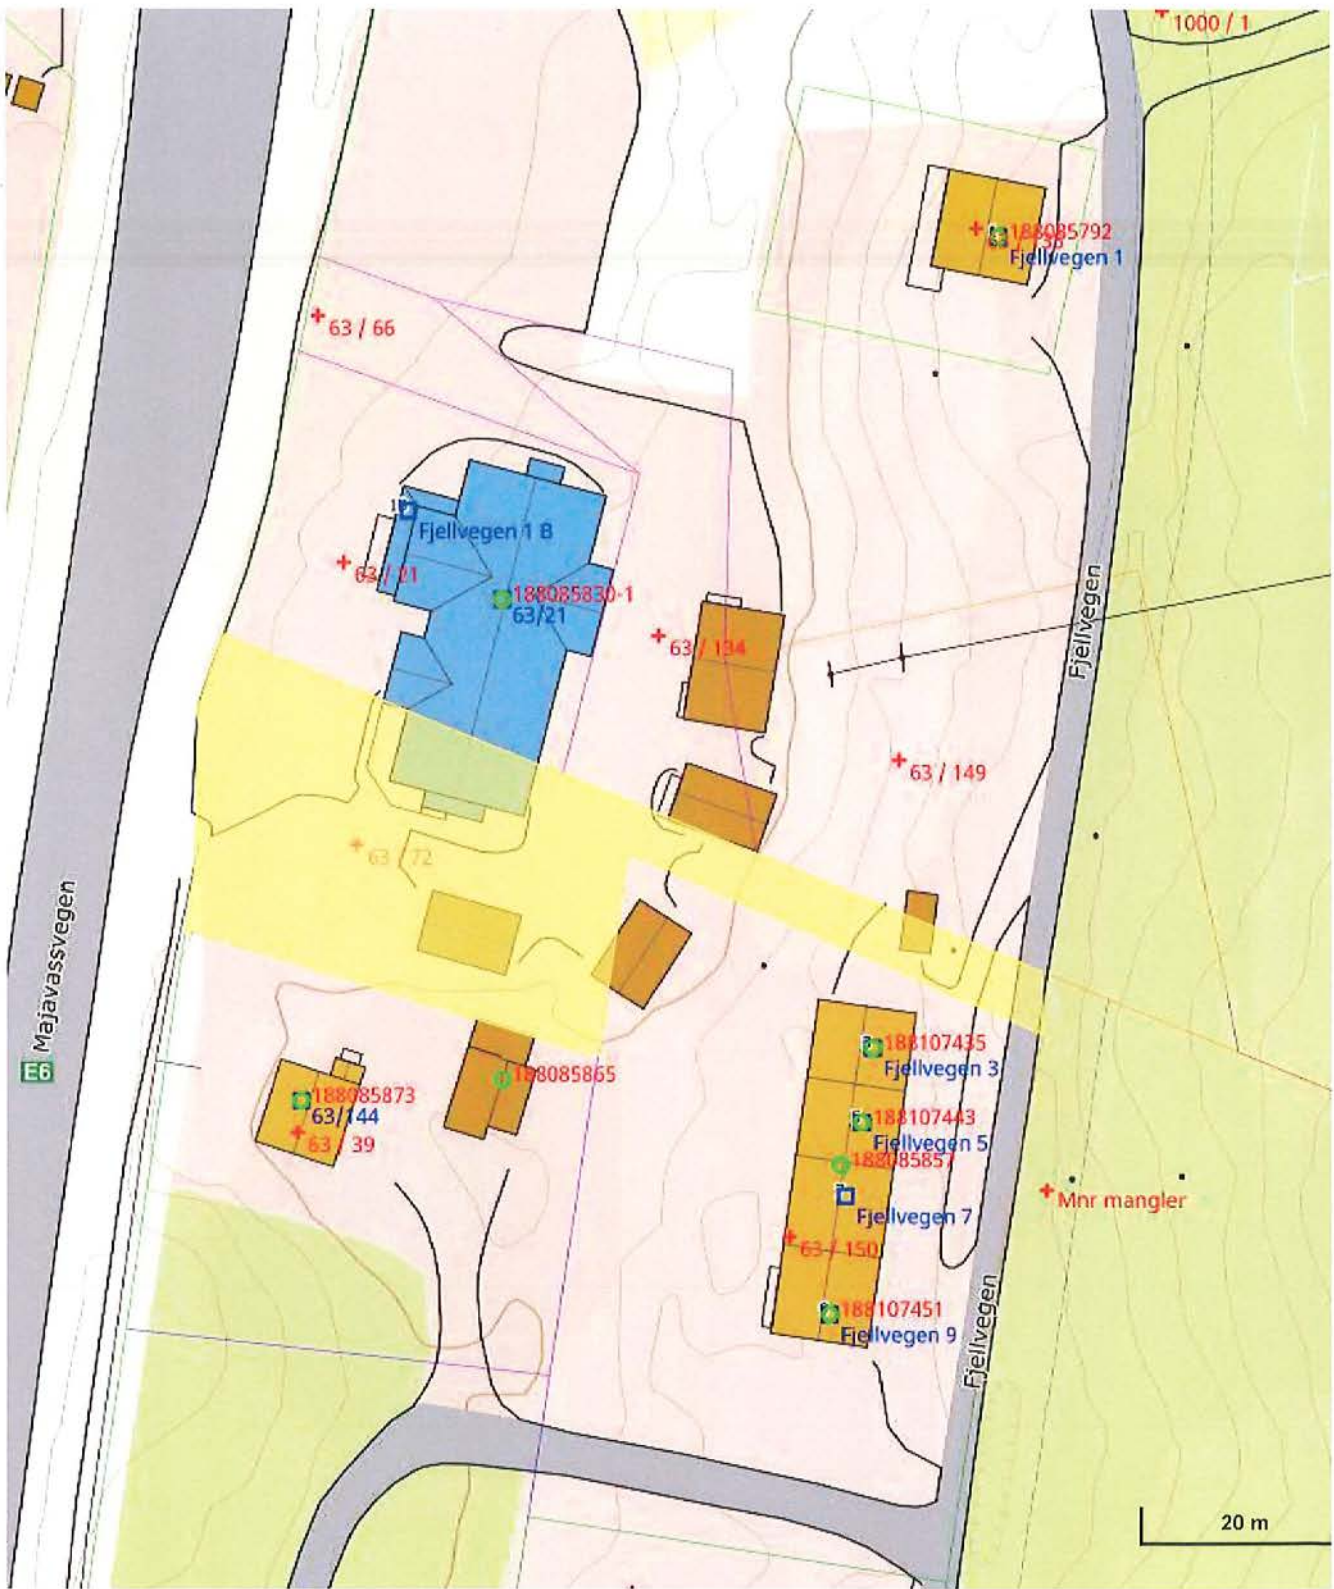 1000 / 1
188085792
Fjellvegen 1
63 / 66
Fjellvegen 1 B
63 / 21
188085830-1
63/21
63 / 134
Fjellvegen
63 / 149
63 / 72
Majavassvegen
E6
188107435
Fjellvegen 3
188085865
188085873
63/144
63 / 39
188107443
Fjellvegen 5
188085857
Fjellvegen 7
Mnr mangler
63 / 150
188107451
Fjellvegen 9
Fjellvegen
20 m